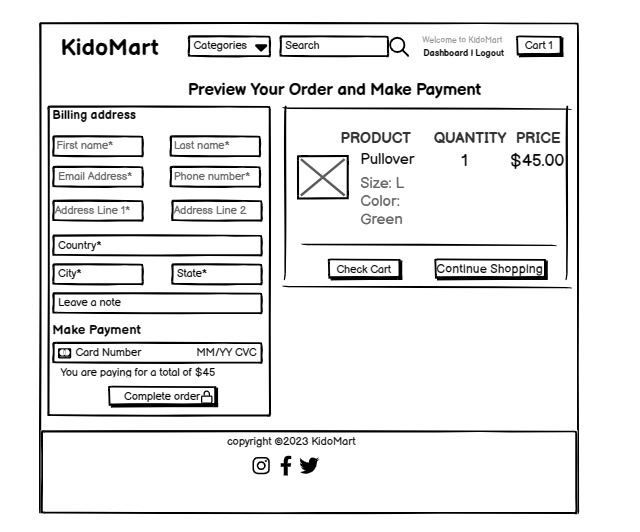 KidoMart
Categories
Search
Welcome to KidoMart
Dashboard I Logout
Cart 1
Preview Your Order and Make Payment
Billing address
First name* Last name*
Email Address* Phone number*
Address Line 1* Address Line 2
Country*
City* State*
Leave a note
Make Payment
Card Number MM/YY CVC
You are paying for a total of $45
Complete order
PRODUCT QUANTITY PRICE
Pullover 1 $45.00
Size: L
Color:
Green
Check Cart Continue Shopping
copyright ©2023 KidoMart